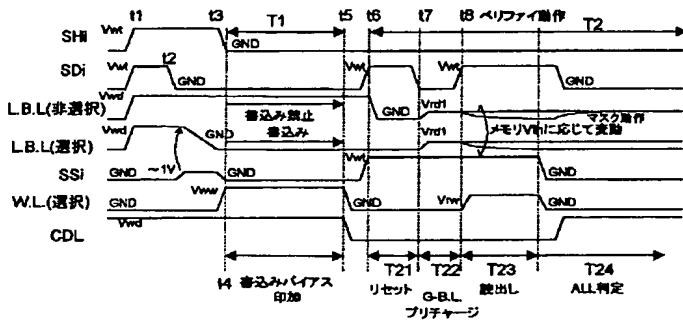 t1 t3 T1 t5 t6 t7 t8 ベリファイ動作 T2
SHi Vwt GND
SDi Vwt t2 GND Vwt Vwt GND
L.B.L(非選択) Vwd 書込み禁止 GND Vrd1 マスク動作
L.B.L(選択) Vwd GND 書込み Vrd1 メモリVthに応じて変動
SSi GND ~1V GND Vwt GND
W.L.(選択) GND Vww GND Vrw GND
CDL Vwd GND
t4 書込みバイアス印加 T21 T22 T23 T24
リセット G-B.L.プリチャージ 読出し ALL判定